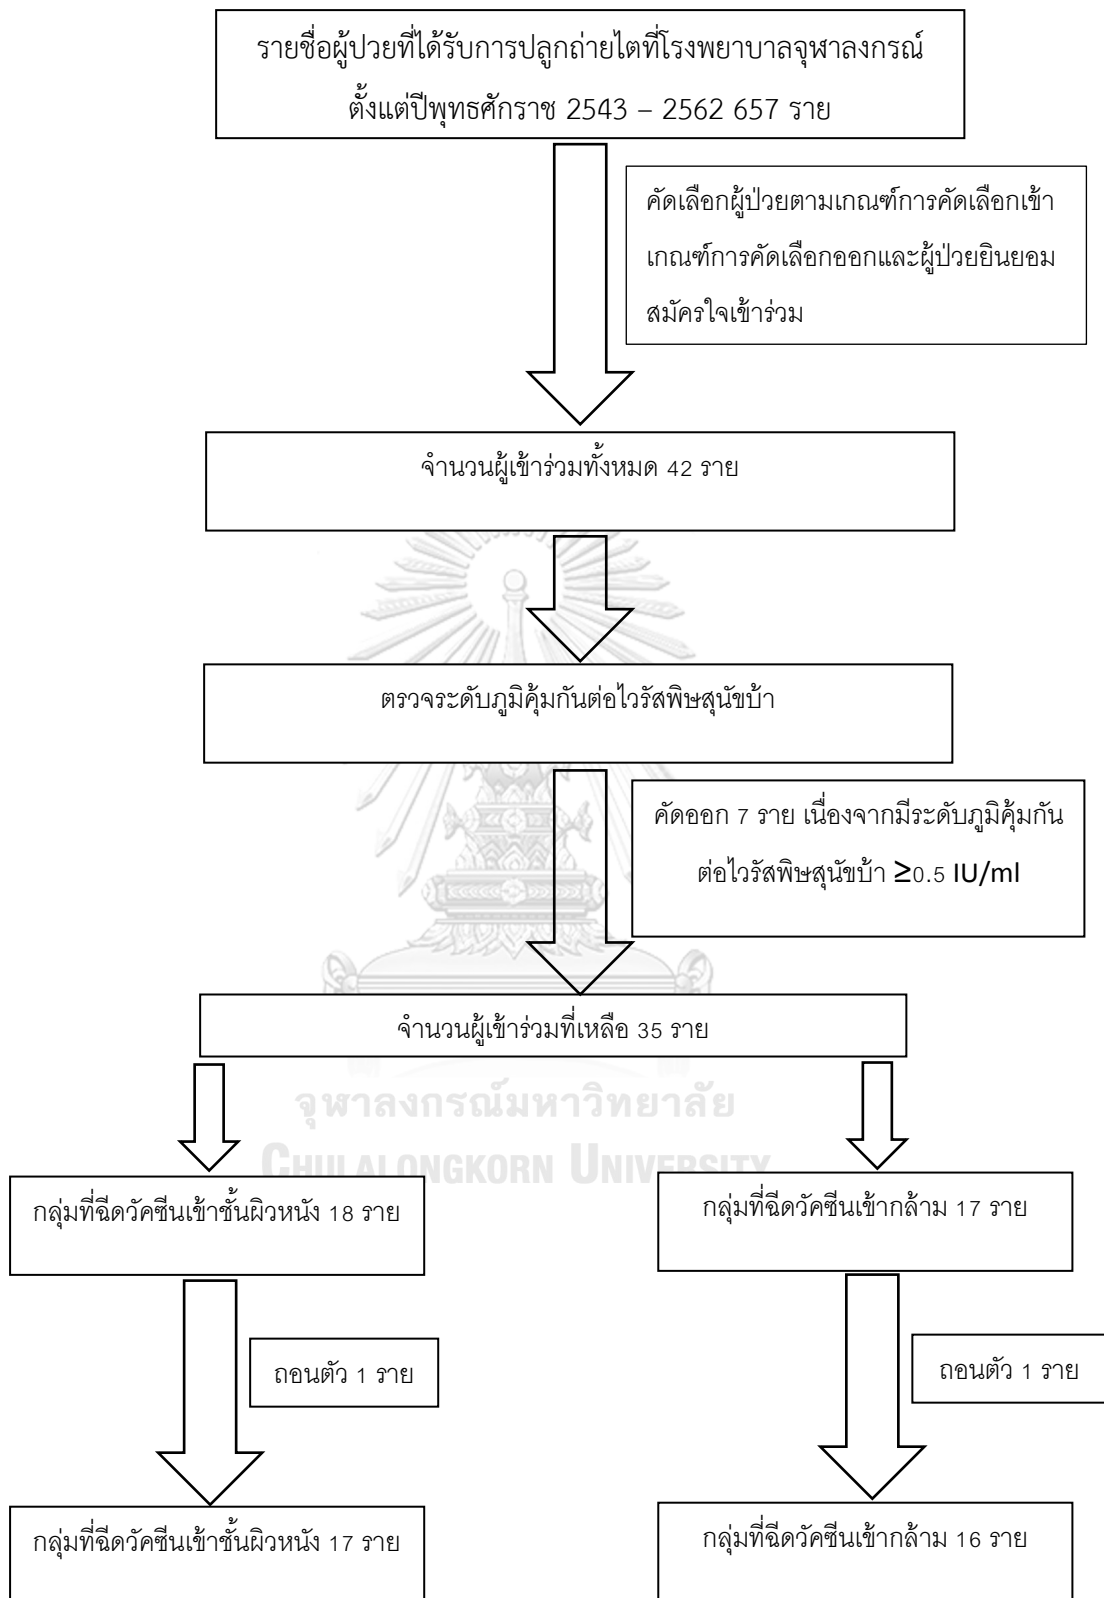 รายชื่อผู้ป่วยที่ได้รับการปลูกถ่ายไตที่โรงพยาบาลจุฬาลงกรณ์
ตั้งแต่ปีพุทธศักราช 2543 – 2562 657 ราย
คัดเลือกผู้ป่วยตามเกณฑ์การคัดเลือกเข้า
เกณฑ์การคัดเลือกออกและผู้ป่วยยินยอม
สมัครใจเข้าร่วม
จำนวนผู้เข้าร่วมทั้งหมด 42 ราย
ตรวจระดับภูมิคุ้มกันต่อไวรัสพิษสุนัขบ้า
คัดออก 7 ราย เนื่องจากมีระดับภูมิคุ้มกัน
ต่อไวรัสพิษสุนัขบ้า ≥0.5 IU/ml
จำนวนผู้เข้าร่วมที่เหลือ 35 ราย
จุฬาลงกรณ์มหาวิทยาลัย
CHULALONGKORN UNIVERSITY
กลุ่มที่ฉีดวัคซีนเข้าชั้นผิวหนัง 18 ราย
กลุ่มที่ฉีดวัคซีนเข้ากล้าม 17 ราย
ถอนตัว 1 ราย
ถอนตัว 1 ราย
กลุ่มที่ฉีดวัคซีนเข้าชั้นผิวหนัง 17 ราย
กลุ่มที่ฉีดวัคซีนเข้ากล้าม 16 ราย